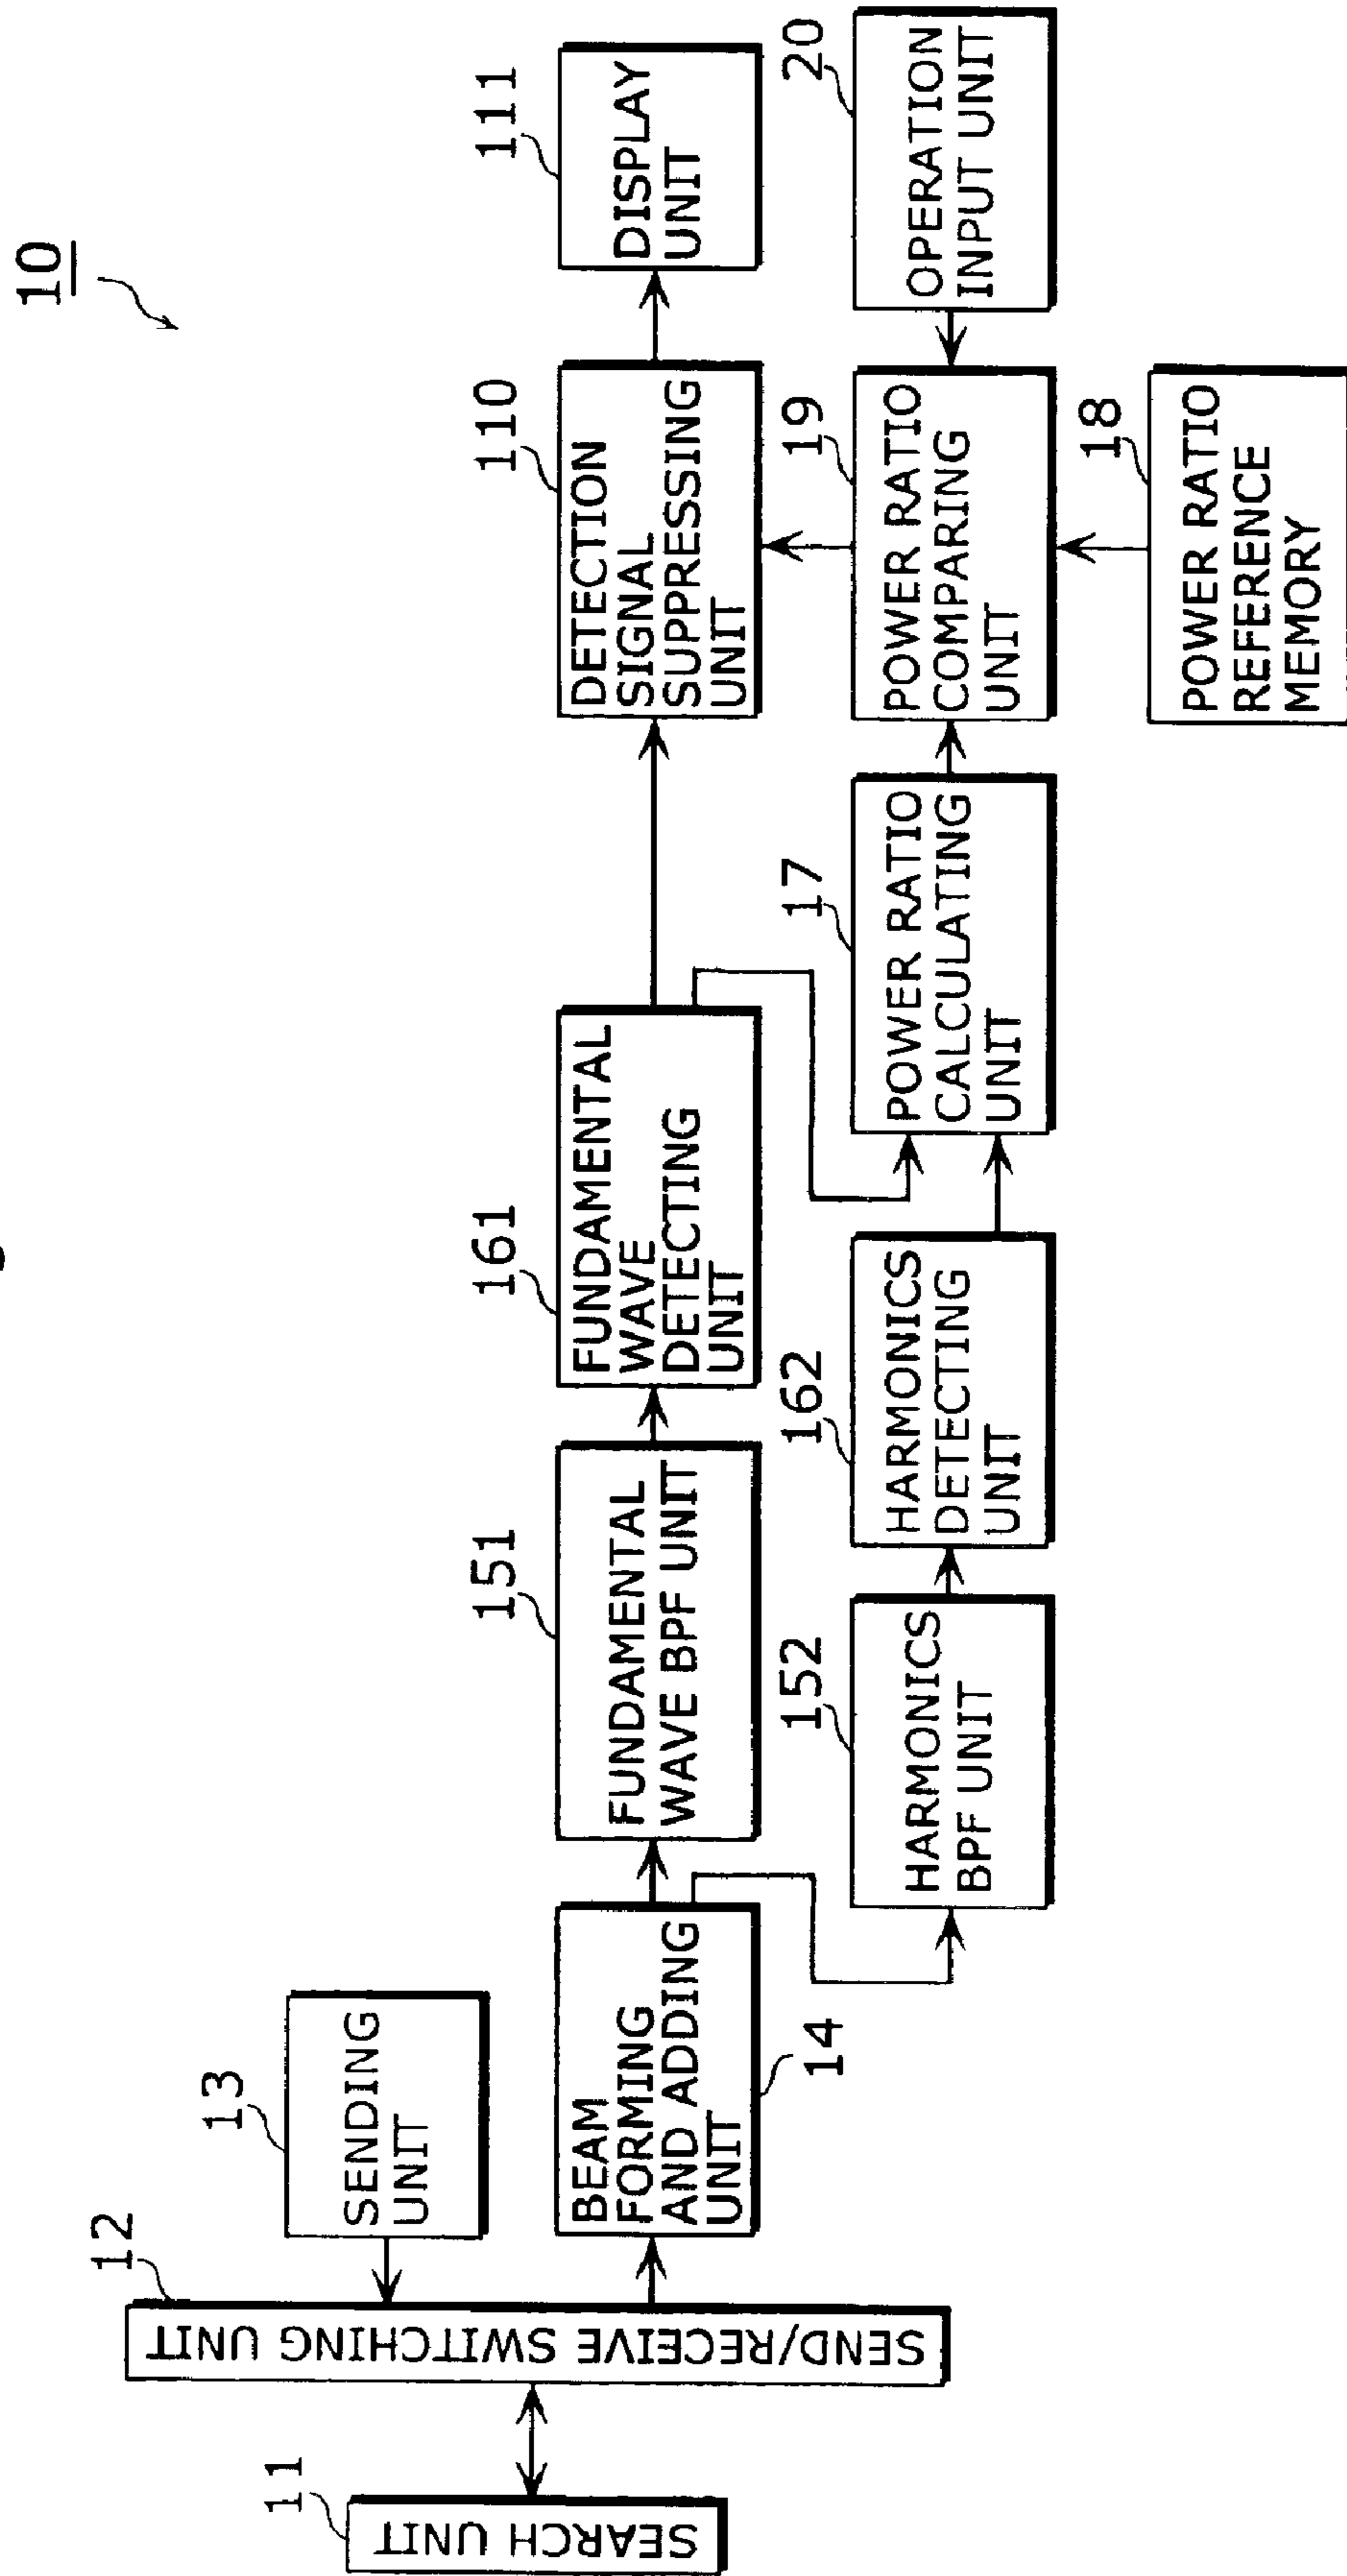 10
11
SEARCH UNIT
12
SEND/RECEIVE SWITCHING UNIT
13
SENDING
UNIT
BEAM
FORMING
AND ADDING
UNIT
14
151
FUNDAMENTAL
WAVE BPF UNIT
161
FUNDAMENTAL
WAVE
DETECTING
UNIT
110
DETECTION
SIGNAL
SUPPRESSING
UNIT
111
DISPLAY
UNIT
152
HARMONICS
BPF UNIT
162
HARMONICS
DETECTING
UNIT
17
POWER RATIO
CALCULATING
UNIT
19
POWER RATIO
COMPARING
UNIT
20
OPERATION
INPUT UNIT
18
POWER RATIO
REFERENCE
MEMORY